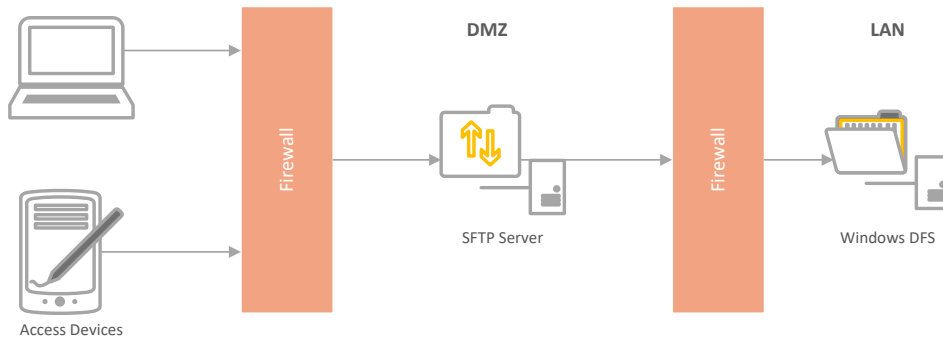 DMZ
LAN
Firewall
Firewall
SFTP Server
Windows DFS
Access Devices